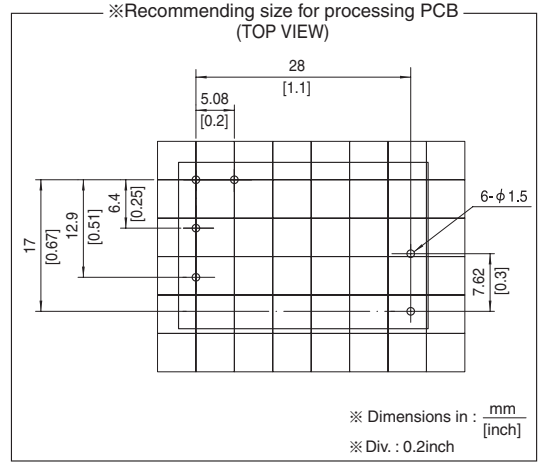 ※Recommending size for processing PCB
(TOP VIEW)
28
[1.1]
5.08
[0.2]
17
[0.67]
12.9
[0.51]
6.4
[0.25]
6-φ1.5
7.62
[0.3]
※ Dimensions in : mm
[inch]
※Div. : 0.2inch